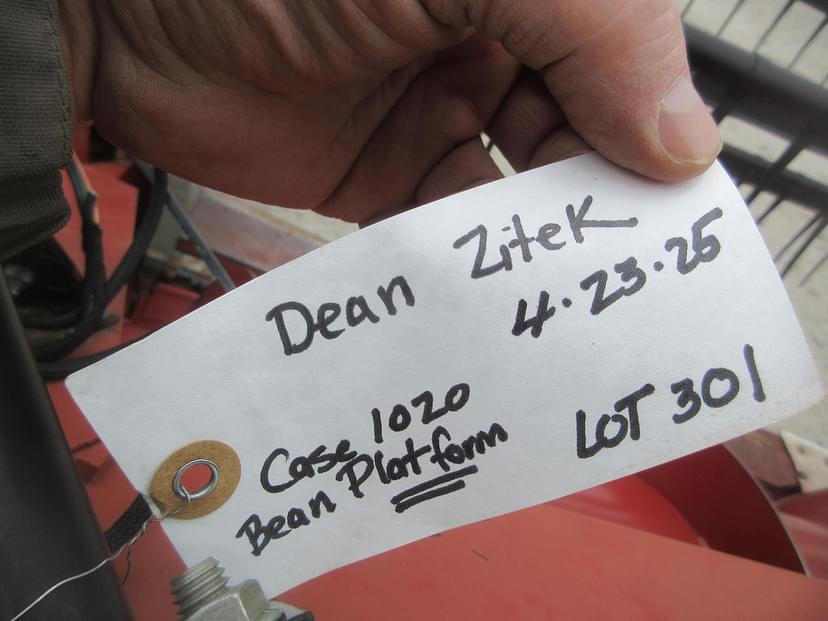 Dean Zitek
4.23.25
Case 1020
Bean Platform
LOT 301